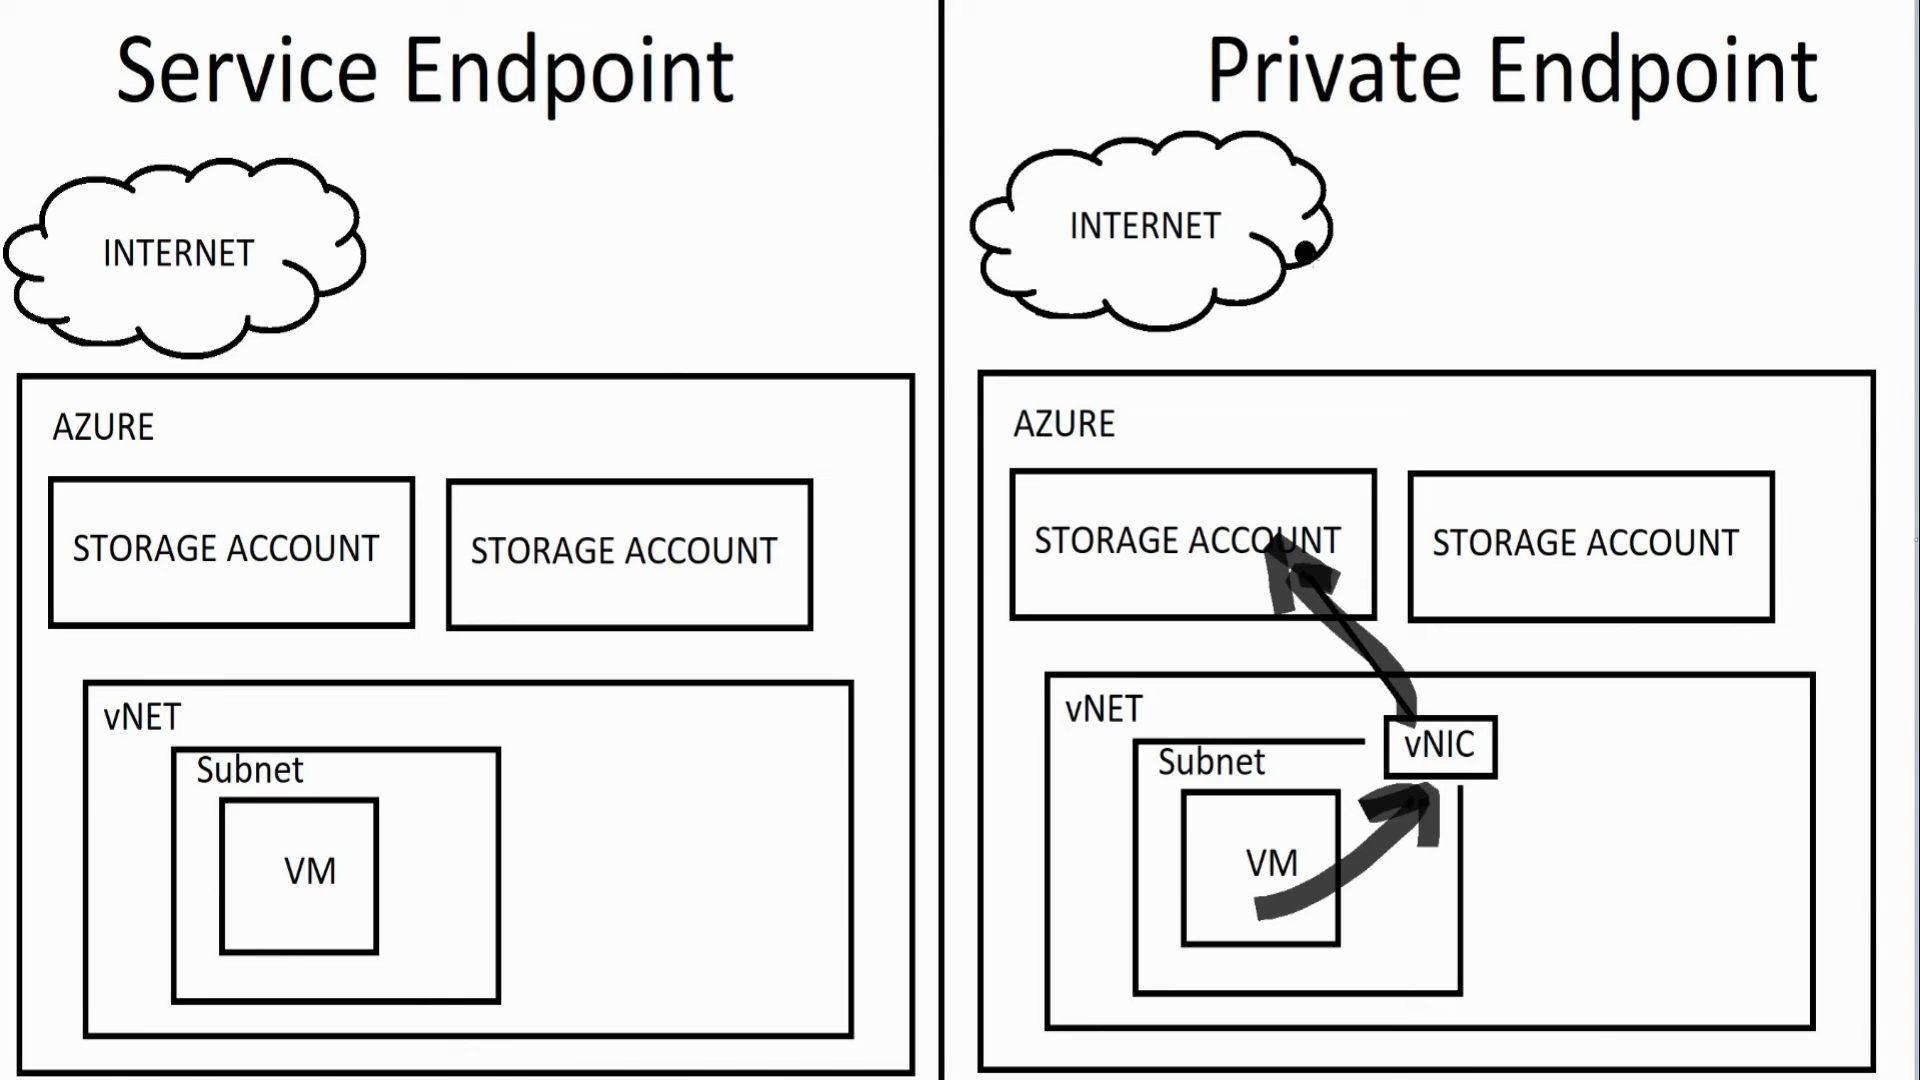 Service Endpoint
INTERNET
AZURE
STORAGE ACCOUNT
STORAGE ACCOUNT
vNET
Subnet
VM
Private Endpoint
INTERNET
AZURE
STORAGE ACCOUNT
STORAGE ACCOUNT
vNET
vNIC
Subnet
VM